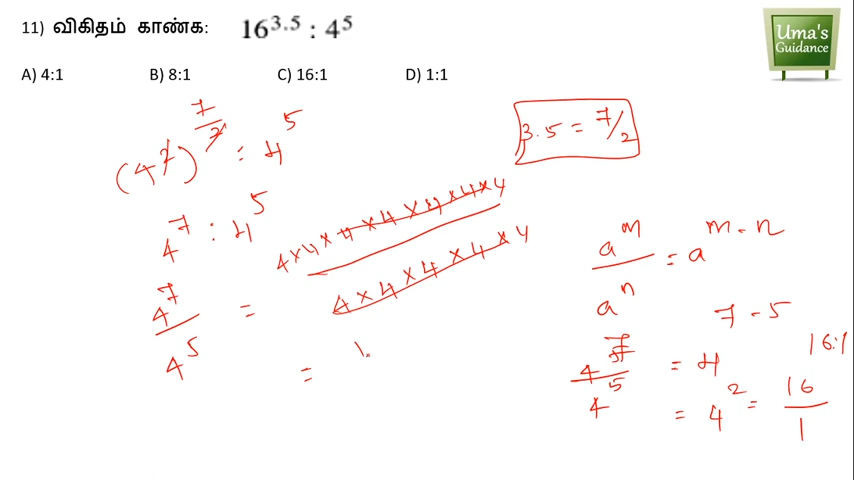 11) விகிதம் காண்க: 16^3.5 : 4^5
Uma's
Guidance
A) 4:1 B) 8:1 C) 16:1 D) 1:1
(4^2)^7/2 : 4^5
3.5 = 7/2
4^7 : 4^5
4^7/4^5 = 4×4×4×4×4×4×4/4×4×4×4×4
=
a^m/a^n = a^m-n
7-5
4^7/4^5 = 4
= 4^2 = 16/1
16:1